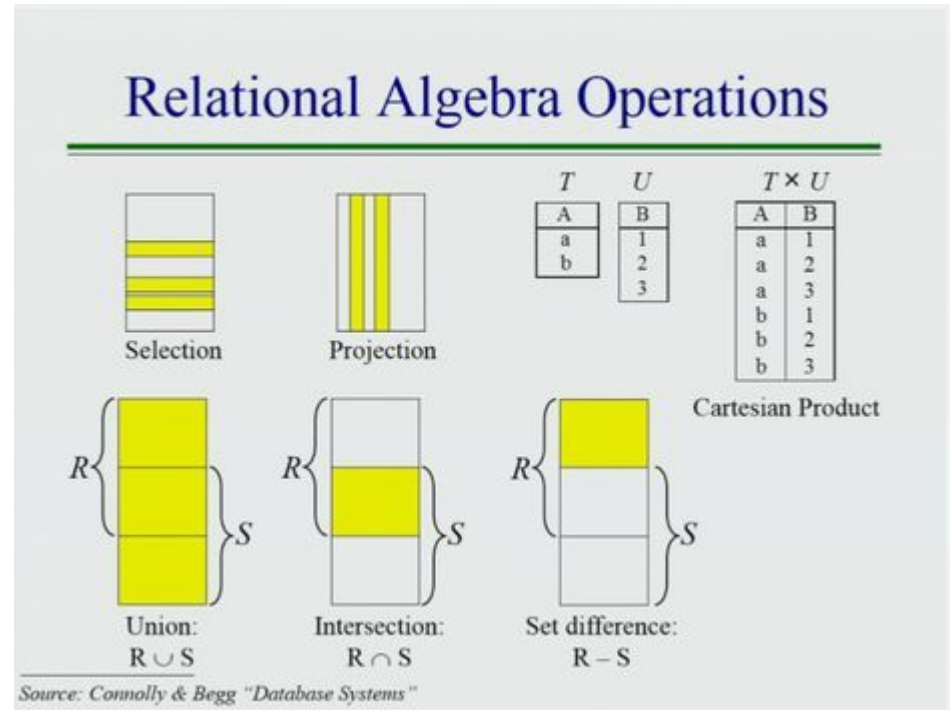 Relational Algebra Operations
Selection
Projection
T U T × U
A B A B
a 1 a 1
b 2 a 2
3 a 3
b 1
b 2
b 3
Cartesian Product
R S
R S
R S
Union:
R ∪ S
Intersection:
R ∩ S
Set difference:
R – S
Source: Connolly & Begg "Database Systems"